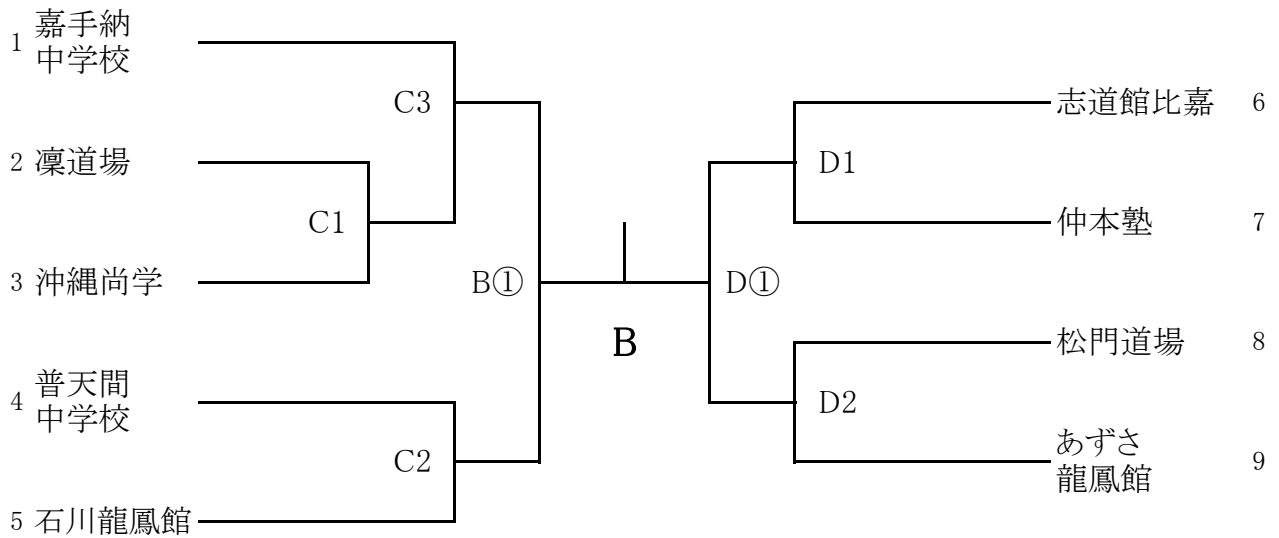 1 嘉手納
中学校
C3
2 凜道場
C1
3 沖縄尚学
B①
4 普天間
中学校
C2
5 石川龍鳳館
B
志道館比嘉 6
D1
仲本塾 7
D①
松門道場 8
D2
あずさ
龍鳳館 9